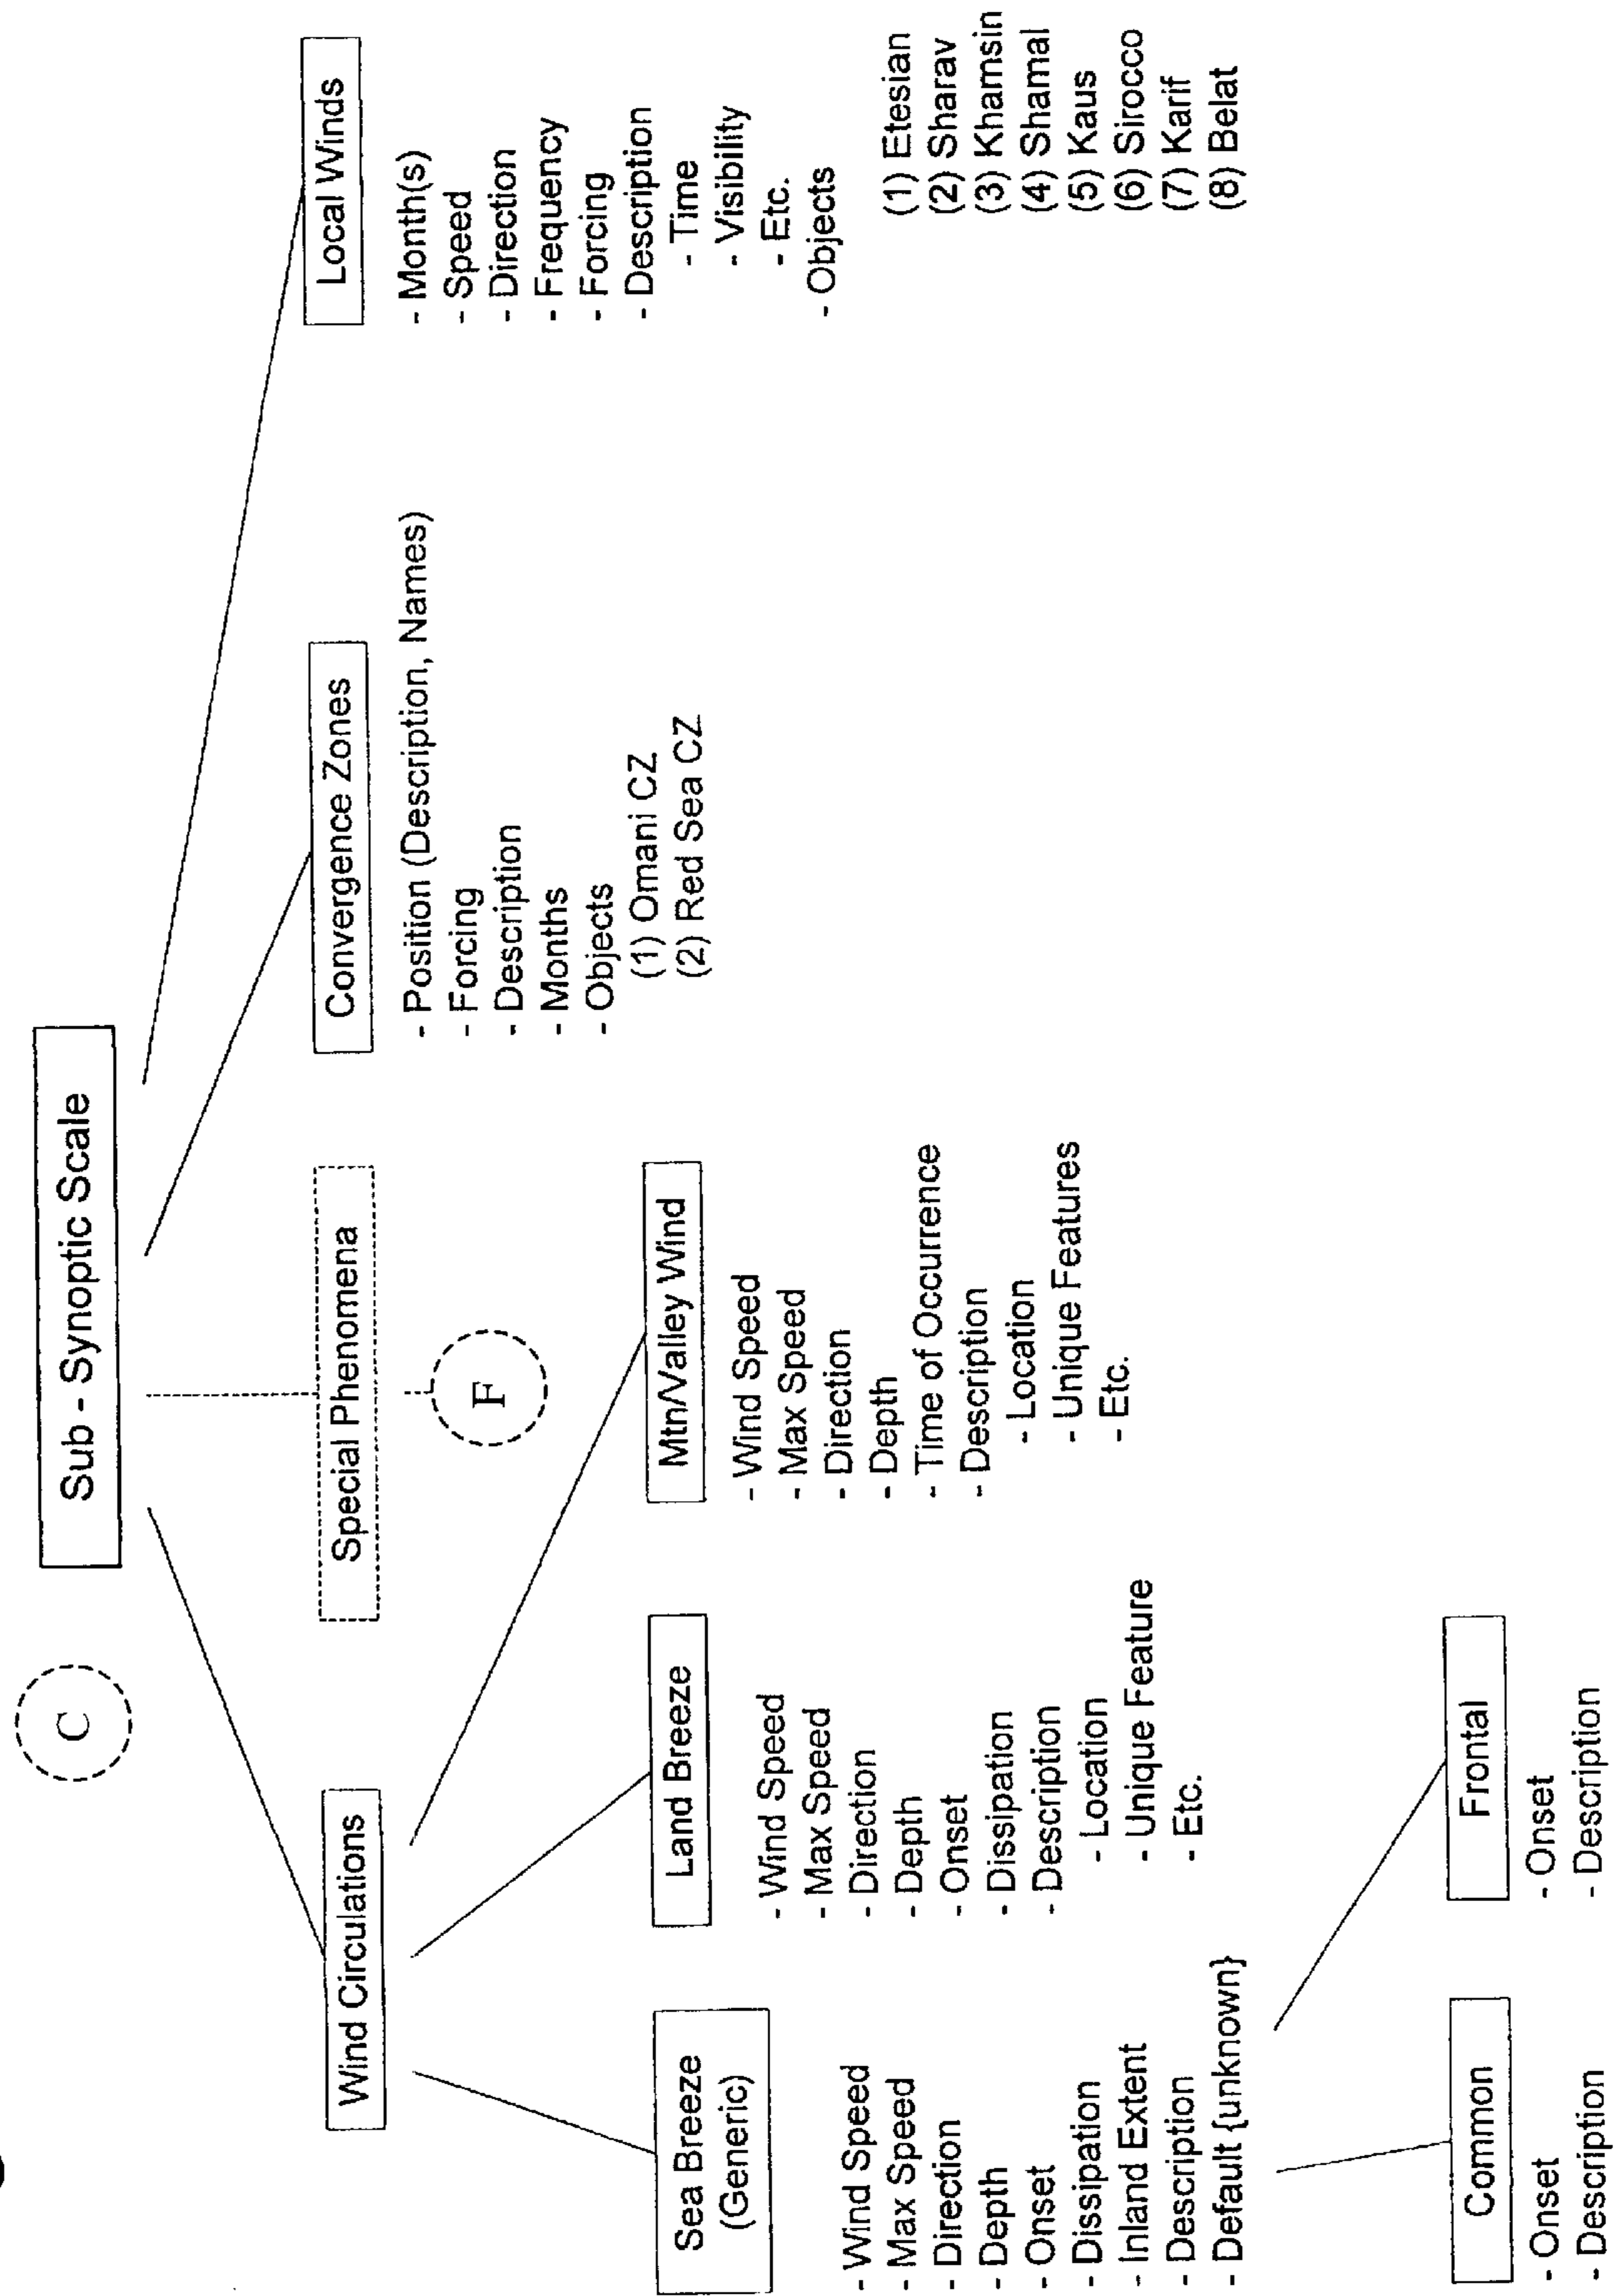 C
Sub - Synoptic Scale
Wind Circulations
Special Phenomena
F
Convergence Zones
- Position (Description, Names)
- Forcing
- Description
- Months
- Objects
(1) Omani CZ
(2) Red Sea CZ
Local Winds
- Month(s)
- Speed
- Direction
- Frequency
- Forcing
- Description
- Time
- Visibility
- Etc.
- Objects
(1) Etesian
(2) Sharav
(3) Khamsin
(4) Shamal
(5) Kaus
(6) Sirocco
(7) Karif
(8) Belat
Sea Breeze
(Generic)
- Wind Speed
- Max Speed
- Direction
- Depth
- Onset
- Dissipation
- Inland Extent
- Description
- Default {unknown}
Land Breeze
- Wind Speed
- Max Speed
- Direction
- Depth
- Onset
- Dissipation
- Description
- Location
- Unique Feature
- Etc.
Mtn/Valley Wind
- Wind Speed
- Max Speed
- Direction
- Depth
- Time of Occurrence
- Description
- Location
- Unique Features
- Etc.
Common
- Onset
- Description
Frontal
- Onset
- Description